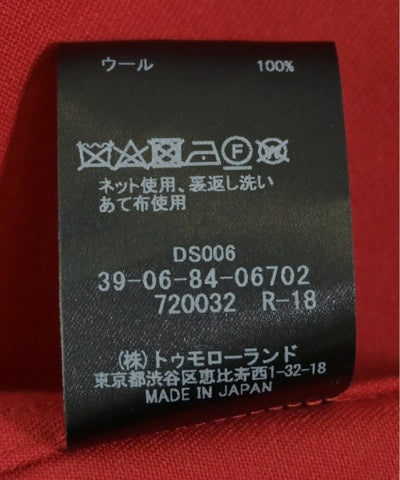 ウール 100%
F W
ネット使用、裏返し洗い
あて布使用
DS006
39-06-84-06702
720032 R-18
(株)トゥモローランド
東京都渋谷区恵比寿西1-32-18
MADE IN JAPAN